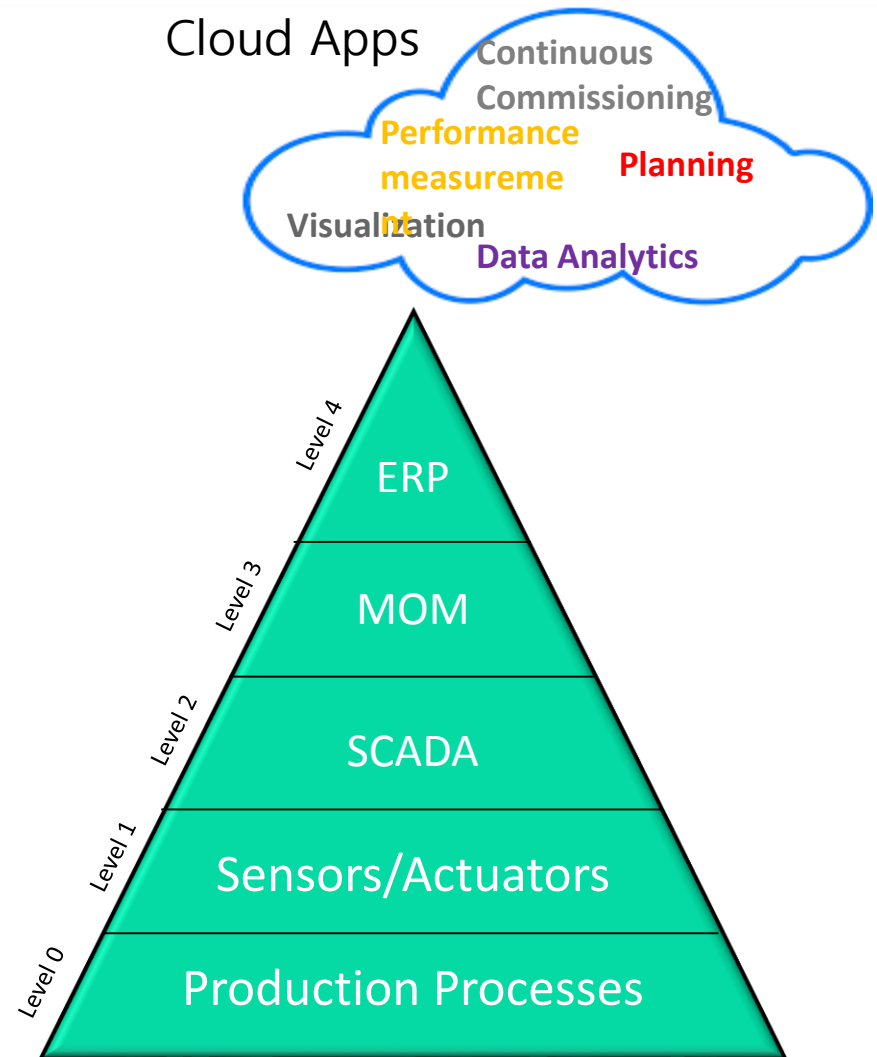 Cloud Apps
Continuous
Commissioning
Performance
measureme
nt
Planning
Visualization
Data Analytics
Level 4
ERP
Level 3
MOM
Level 2
SCADA
Level 1
Sensors/Actuators
Level 0
Production Processes